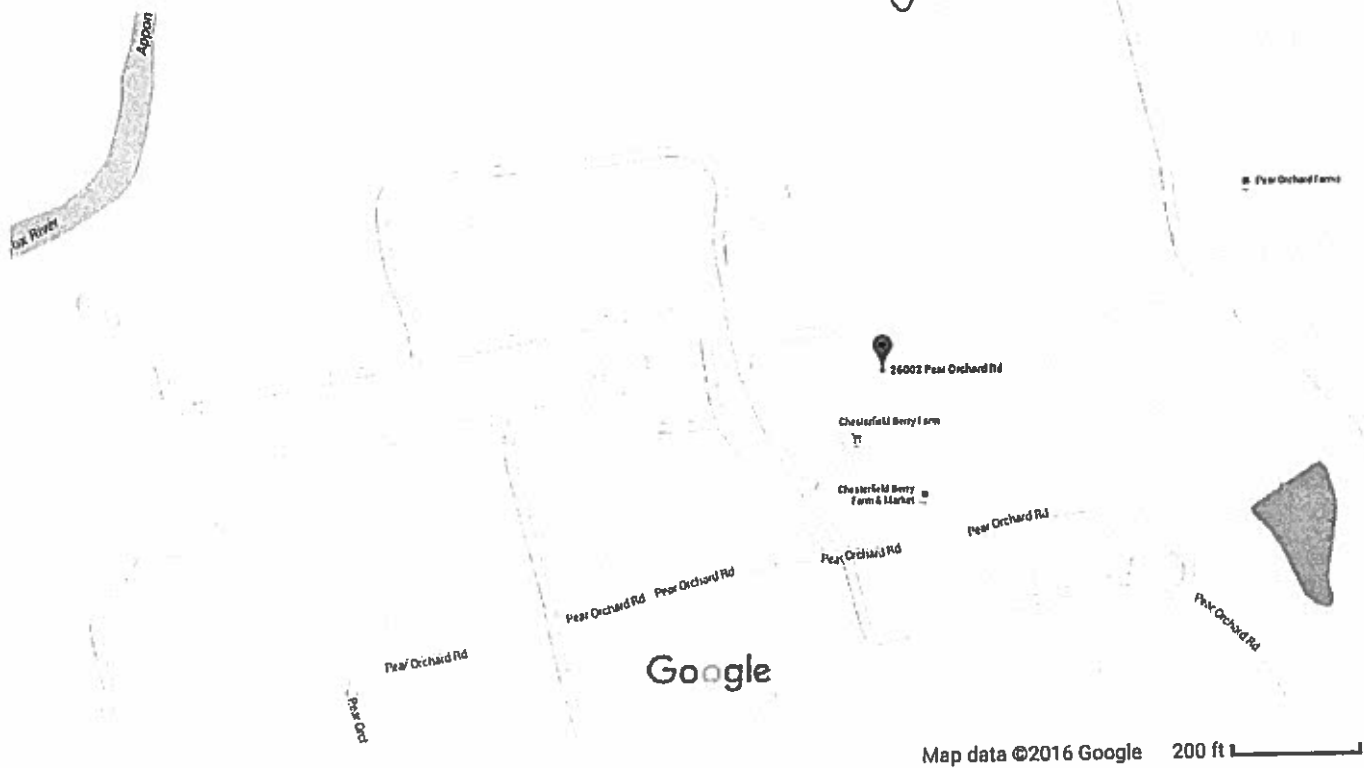 Appom
ox River
Pear Orchard Farms
26002 Pear Orchard Rd
Chesterfield Berry Farm
Chesterfield Berry
Farm & Market
Pear Orchard Rd
Pear Orchard Rd
Pear Orchard Rd
Pear Orchard Rd
Pear Orchard Rd
Pear Orchard Rd
Pear Orch
Google
Map data ©2016 Google 200 ft